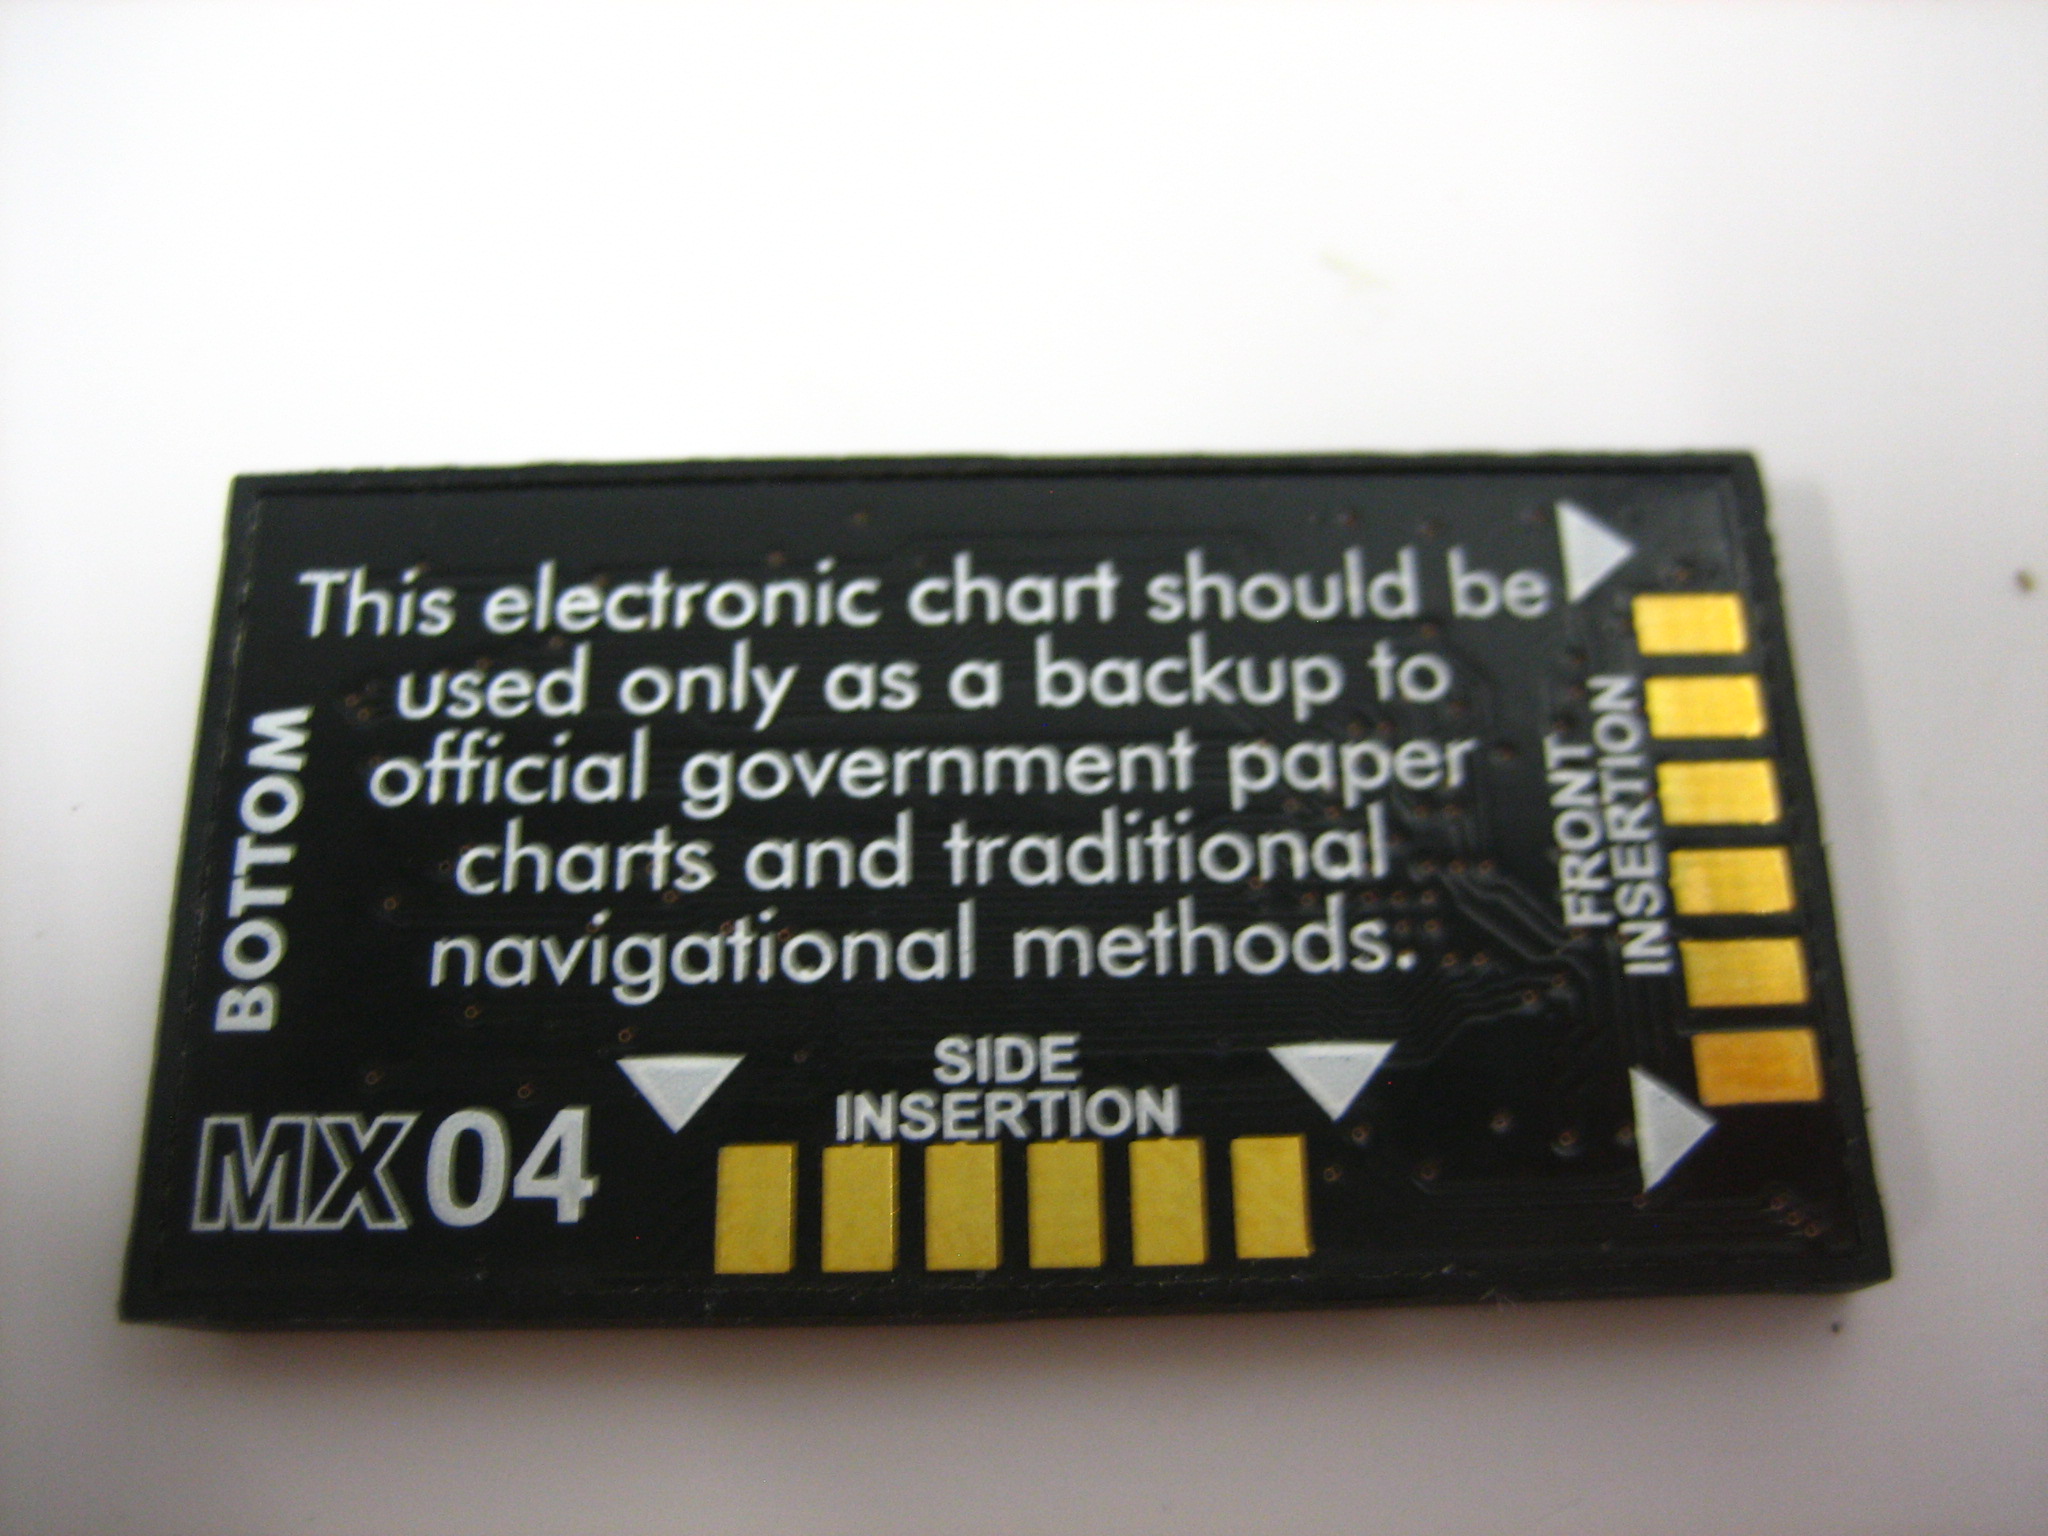 This electronic chart should be
used only as a backup to
official government paper
charts and traditional
navigational methods.
BOTTOM
FRONT
INSERTION
SIDE
INSERTION
MX04